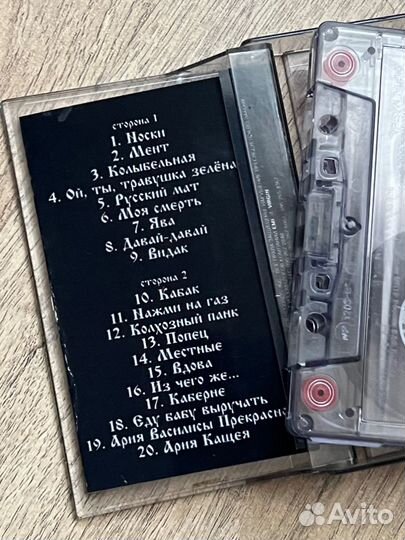 сторона 1
1. Носки
2. Мент
3. Колыбельная
4. Ой, ты, травушка зелёна
5. Русский мат
6. Моя смерть
7. Ява
8. Давай-давай
9. Видак
сторона 2
10. Кабак
11. Нажми на газ
12. Колхозный панк
13. Попец
14. Местные
15. Вдова
16. Из чего же...
17. Каберне
18. Еду бабу выручать
19. Ария Василисы Прекрасн
20. Ария Кащея
Avito